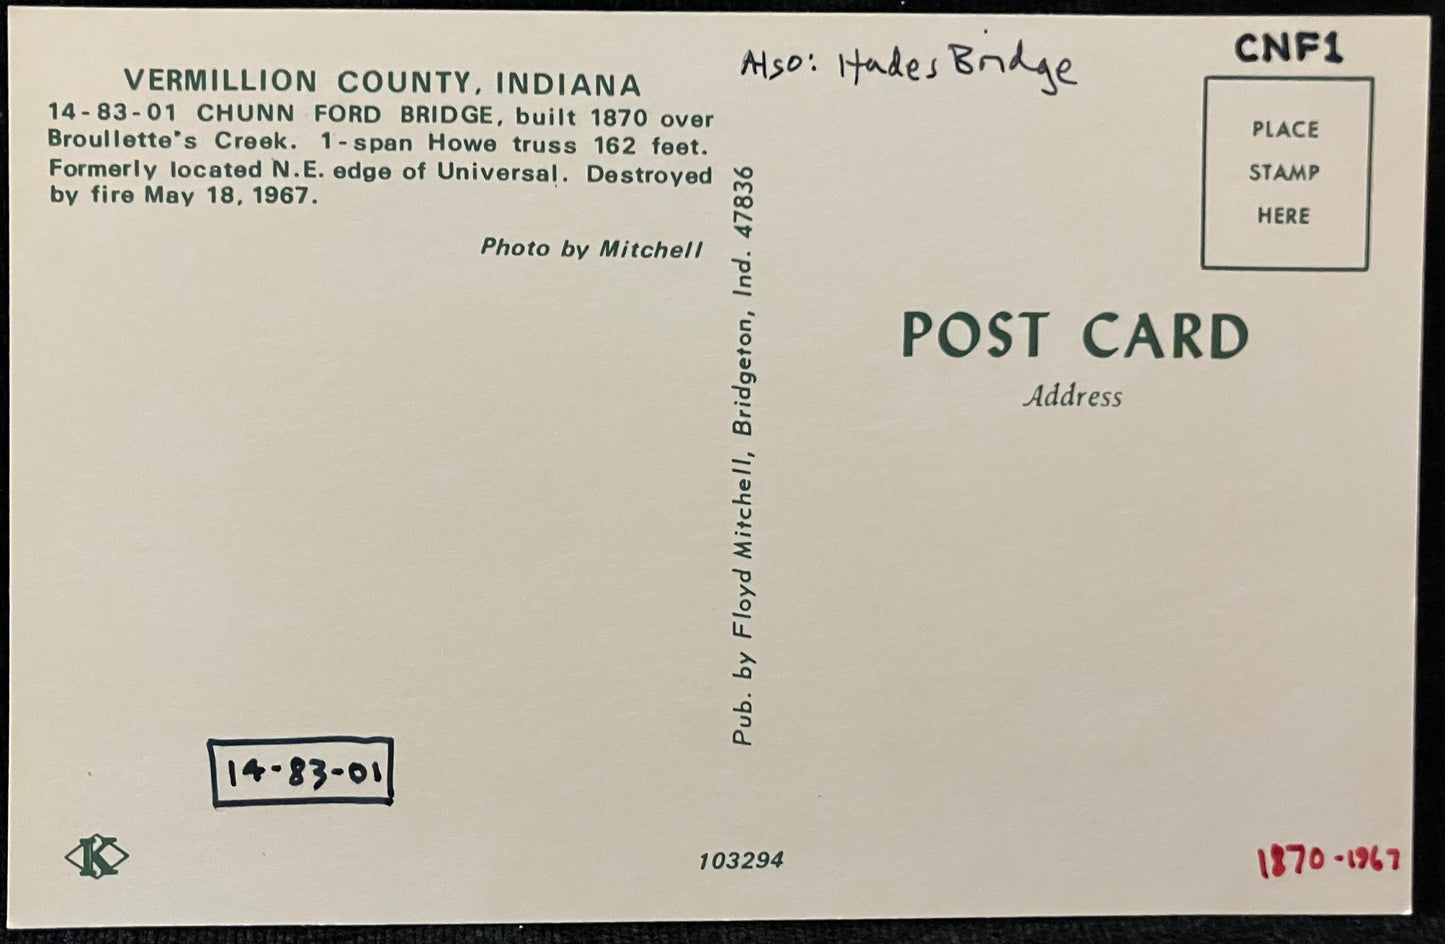 VERMILLION COUNTY, INDIANA
14-83-01 CHUNN FORD BRIDGE, built 1870 over
Broullette's Creek. 1-span Howe truss 162 feet.
Formerly located N.E. edge of Universal. Destroyed
by fire May 18, 1967.
Photo by Mitchell
14-83-01
K
Pub. by Floyd Mitchell, Bridgeton, Ind. 47836
103294
Also: Hades Bridge
CNF1
PLACE
STAMP
HERE
POST CARD
Address
1870-1967